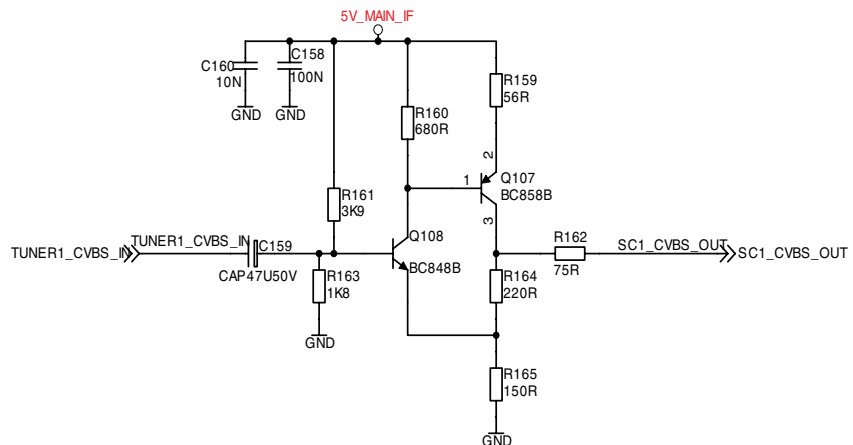 5V_MAIN_IF
C160
10N
C158
100N
GND
GND
R159
56R
R160
680R
2
1
Q107
BC858B
3
R161
3K9
Q108
BC848B
TUNER1_CVBS_IN
TUNER1_CVBS_IN
C159
CAP47U50V
R163
1K8
GND
R162
75R
SC1_CVBS_OUT
SC1_CVBS_OUT
R164
220R
R165
150R
GND